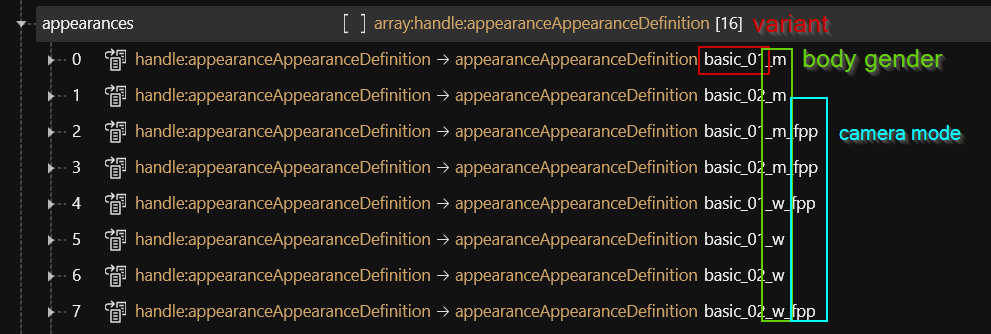 appearances [ ] array:handle:appearanceAppearanceDefinition [16] variant
0 handle:appearanceAppearanceDefinition → appearanceAppearanceDefinition basic_01_m body gender
1 handle:appearanceAppearanceDefinition → appearanceAppearanceDefinition basic_02_m
2 handle:appearanceAppearanceDefinition → appearanceAppearanceDefinition basic_01_m_fpp camera mode
3 handle:appearanceAppearanceDefinition → appearanceAppearanceDefinition basic_02_m_fpp
4 handle:appearanceAppearanceDefinition → appearanceAppearanceDefinition basic_01_w_fpp
5 handle:appearanceAppearanceDefinition → appearanceAppearanceDefinition basic_01_w
6 handle:appearanceAppearanceDefinition → appearanceAppearanceDefinition basic_02_w
7 handle:appearanceAppearanceDefinition → appearanceAppearanceDefinition basic_02_w_fpp